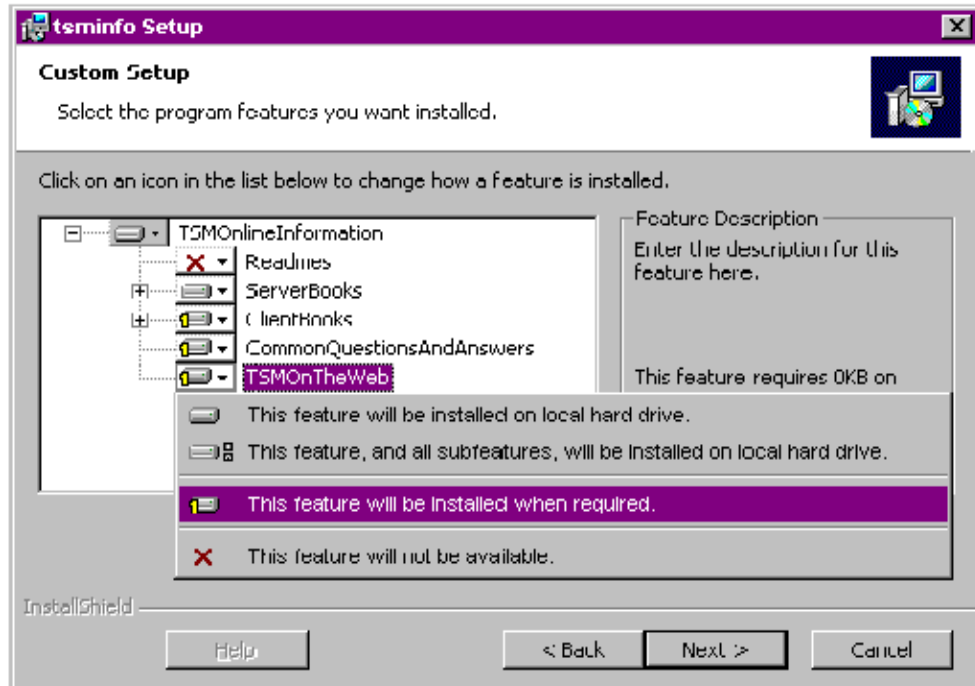 tsminfo Setup
Custom Setup
Select the program features you want installed.
Click on an icon in the list below to change how a feature is installed.
TSMOnlineInformation
Readmes
ServerBooks
ClientBooks
CommonQuestionsAndAnswers
TSMOnTheWeb
Feature Description
Enter the description for this
feature here.
This feature requires 0KB on
This feature will be installed on local hard drive.
This feature, and all subfeatures, will be installed on local hard drive.
This feature will be installed when required.
This feature will not be available.
InstallShield
Help
< Back
Next >
Cancel